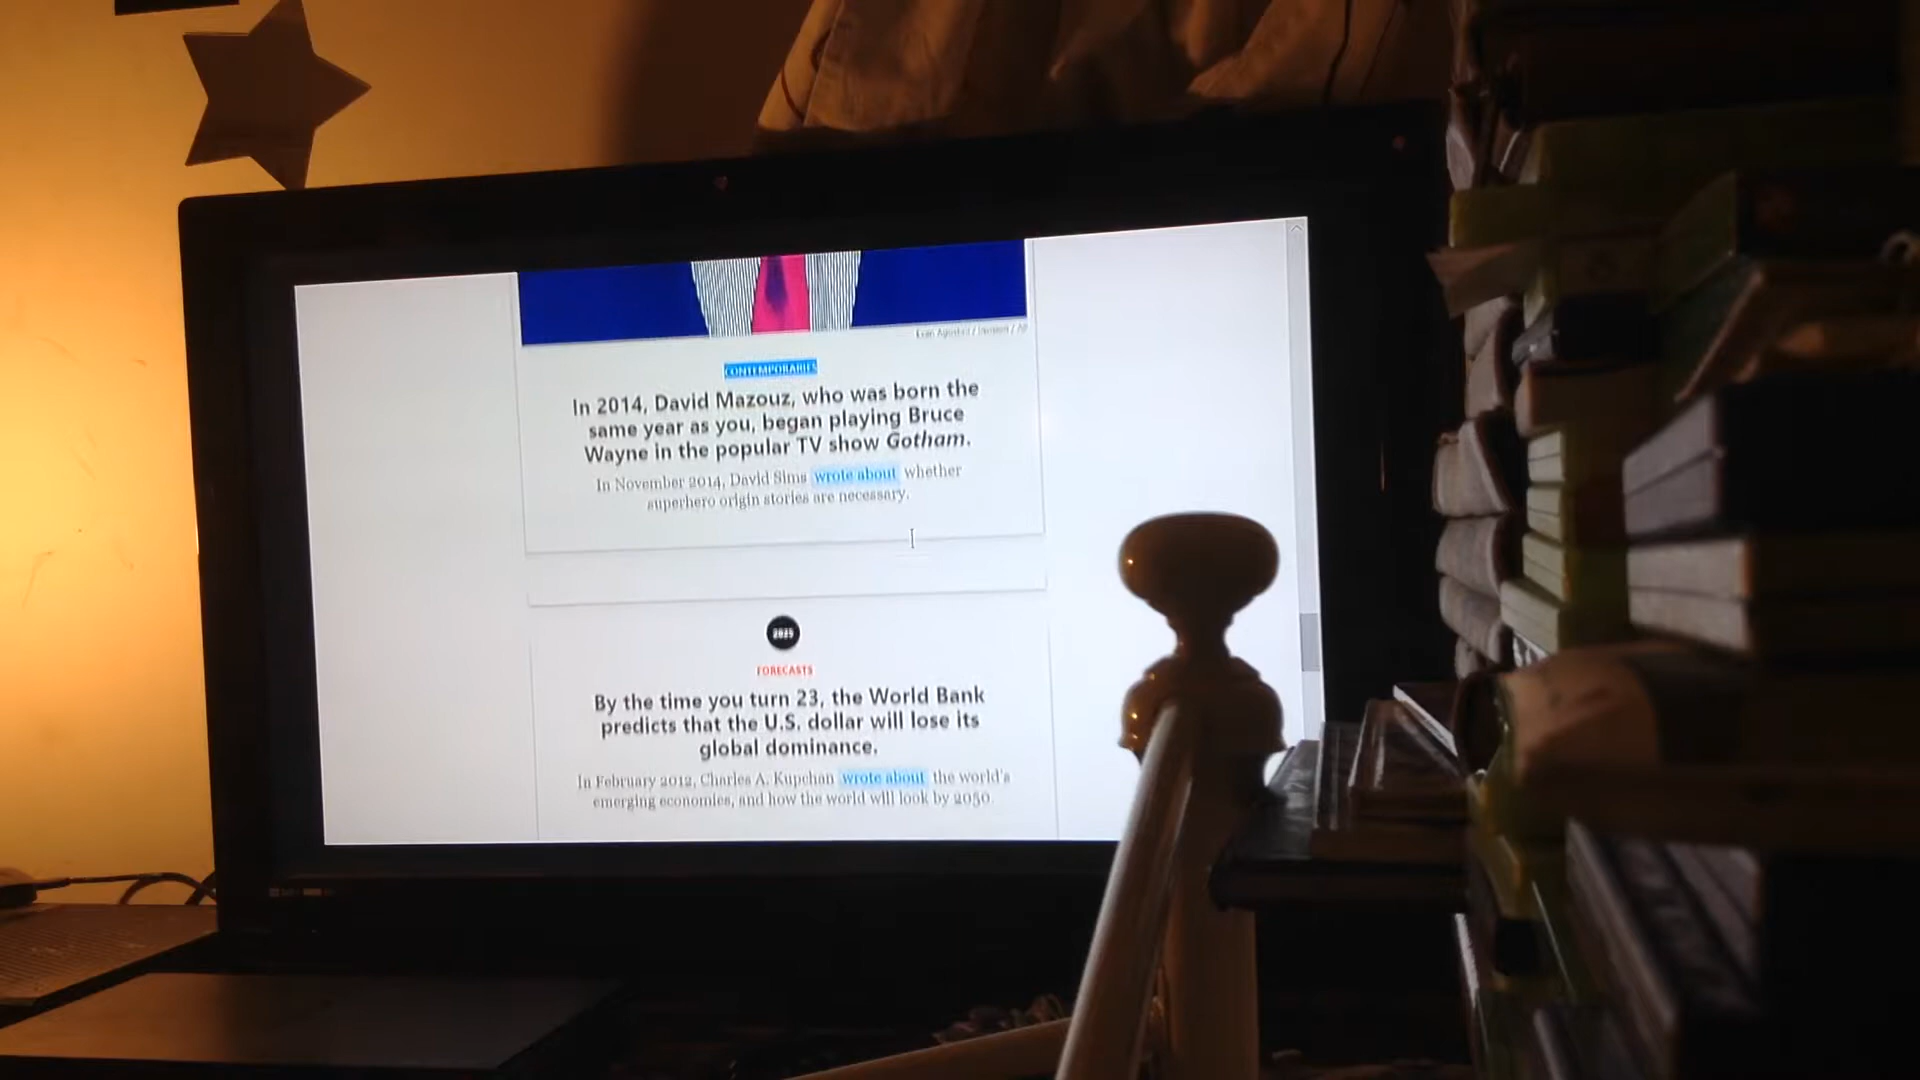 CONTEMPORARIES
In 2014, David Mazouz, who was born the
same year as you, began playing Bruce
Wayne in the popular TV show Gotham.
In November 2014, David Sims wrote about whether
superhero origin stories are necessary.
2025
FORECASTS
By the time you turn 23, the World Bank
predicts that the U.S. dollar will lose its
global dominance.
In February 2012, Charles A. Kupchan wrote about the world's
emerging economies, and how the world will look by 2050.